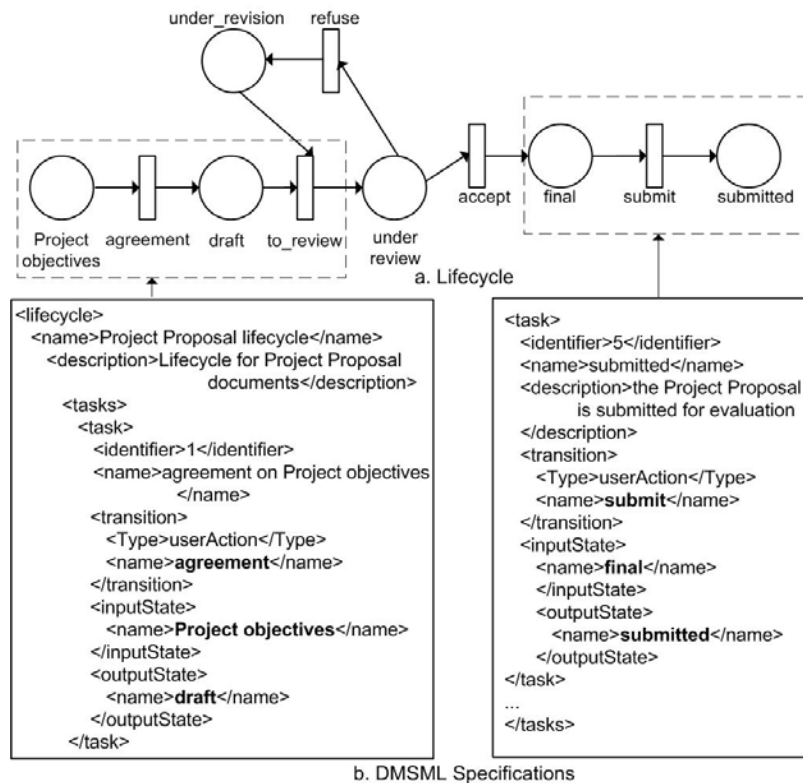 under_revision refuse
Project objectives agreement draft to_review under review accept final submit submitted
a. Lifecycle
<lifecycle>
<name>Project Proposal lifecycle</name>
<description>Lifecycle for Project Proposal
documents</description>
<tasks>
<task>
<identifier>1</identifier>
<name>agreement on Project objectives
</name>
<transition>
<Type>userAction</Type>
<name>agreement</name>
</transition>
<inputState>
<name>Project objectives</name>
</inputState>
<outputState>
<name>draft</name>
</outputState>
</task>
<task>
<identifier>5</identifier>
<name>submitted</name>
<description>the Project Proposal
is submitted for evaluation
</description>
<transition>
<Type>userAction</Type>
<name>submit</name>
</transition>
<inputState>
<name>final</name>
</inputState>
<outputState>
<name>submitted</name>
</outputState>
</task>
...
</tasks>
b. DMSML Specifications